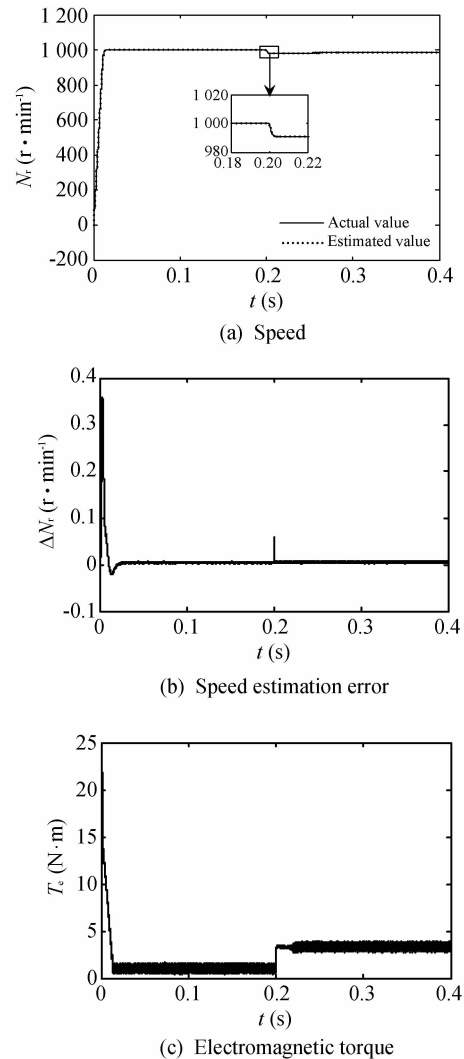 1 200
1 000
800
600
400
200
0
-200
Nr (r • min⁻¹)
1 020
1 000
980
0.18 0.20 0.22
Actual value
Estimated value
0 0.1 0.2 0.3 0.4
t (s)
(a) Speed
0.4
0.3
0.2
0.1
0
-0.1
ΔNr (r • min⁻¹)
0 0.1 0.2 0.3 0.4
t (s)
(b) Speed estimation error
25
20
15
10
5
0
Te (N·m)
0 0.1 0.2 0.3 0.4
t (s)
(c) Electromagnetic torque